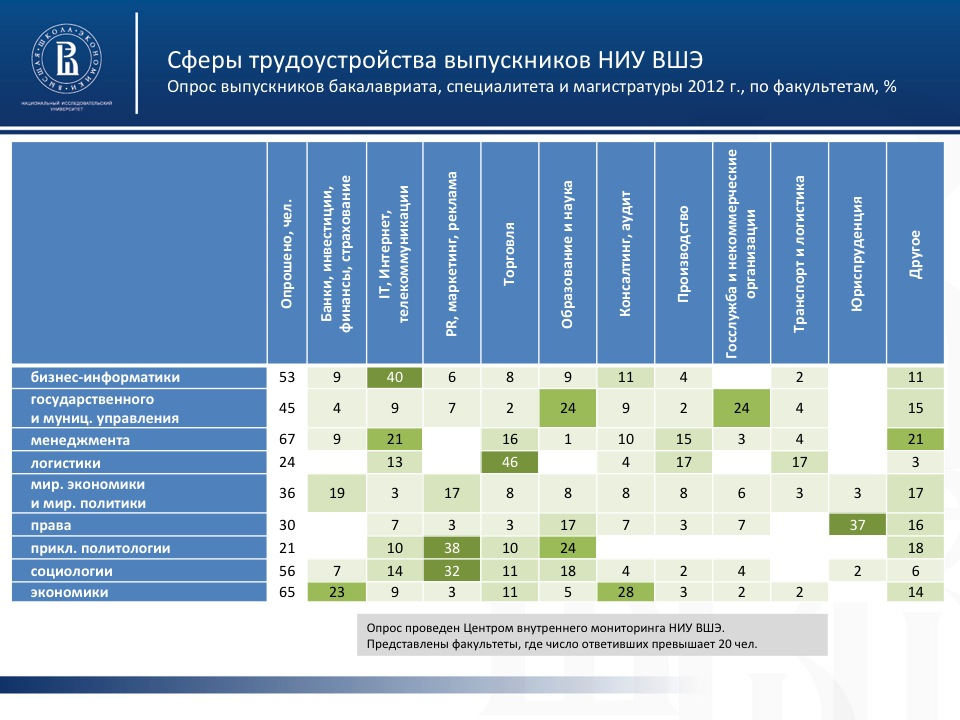 ВЫСШАЯ ШКОЛА ЭКОНОМИКИ
НАЦИОНАЛЬНЫЙ ИССЛЕДОВАТЕЛЬСКИЙ
УНИВЕРСИТЕТ
Сферы трудоустройства выпускников НИУ ВШЭ
Опрос выпускников бакалавриата, специалитета и магистратуры 2012 г., по факультетам, %
Опрошено, чел.
Банки, инвестиции,
финансы, страхование
IT, Интернет,
телекоммуникации
PR, маркетинг, реклама
Торговля
Образование и наука
Консалтинг, аудит
Производство
Госслужба и некоммерческие
организации
Транспорт и логистика
Юриспруденция
Другое
бизнес-информатики 53 9 40 6 8 9 11 4 2 11
государственного
и муниц. управления 45 4 9 7 2 24 9 2 24 4 15
менеджмента 67 9 21 16 1 10 15 3 4 21
логистики 24 13 46 4 17 17 3
мир. экономики
и мир. политики 36 19 3 17 8 8 8 8 6 3 3 17
права 30 7 3 3 17 7 3 7 37 16
прикл. политологии 21 10 38 10 24 18
социологии 56 7 14 32 11 18 4 2 4 2 6
экономики 65 23 9 3 11 5 28 3 2 2 14
Опрос проведен Центром внутреннего мониторинга НИУ ВШЭ.
Представлены факультеты, где число ответивших превышает 20 чел.